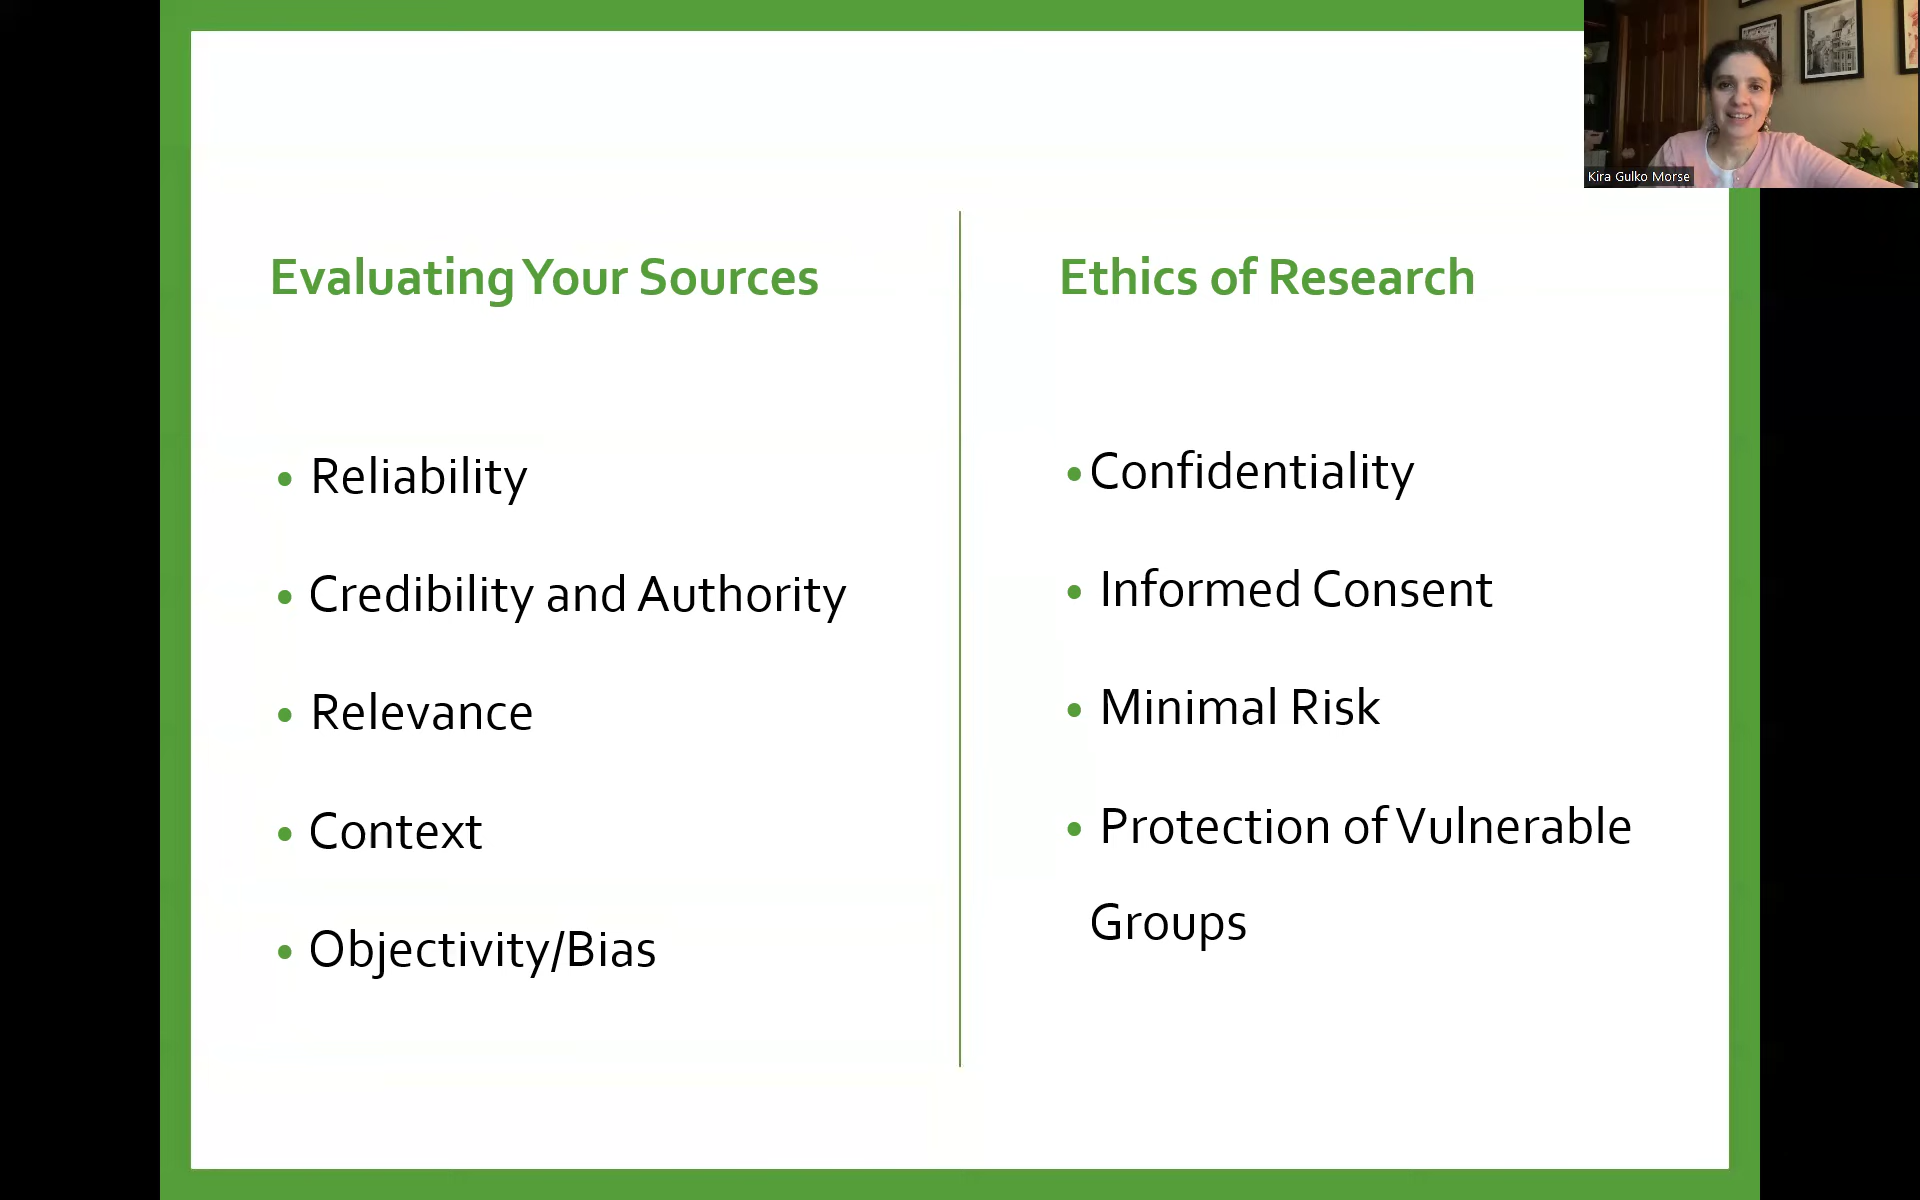 Kira Gulko Morse
Evaluating Your Sources
• Reliability
• Credibility and Authority
• Relevance
• Context
• Objectivity/Bias
Ethics of Research
• Confidentiality
• Informed Consent
• Minimal Risk
• Protection of Vulnerable
Groups